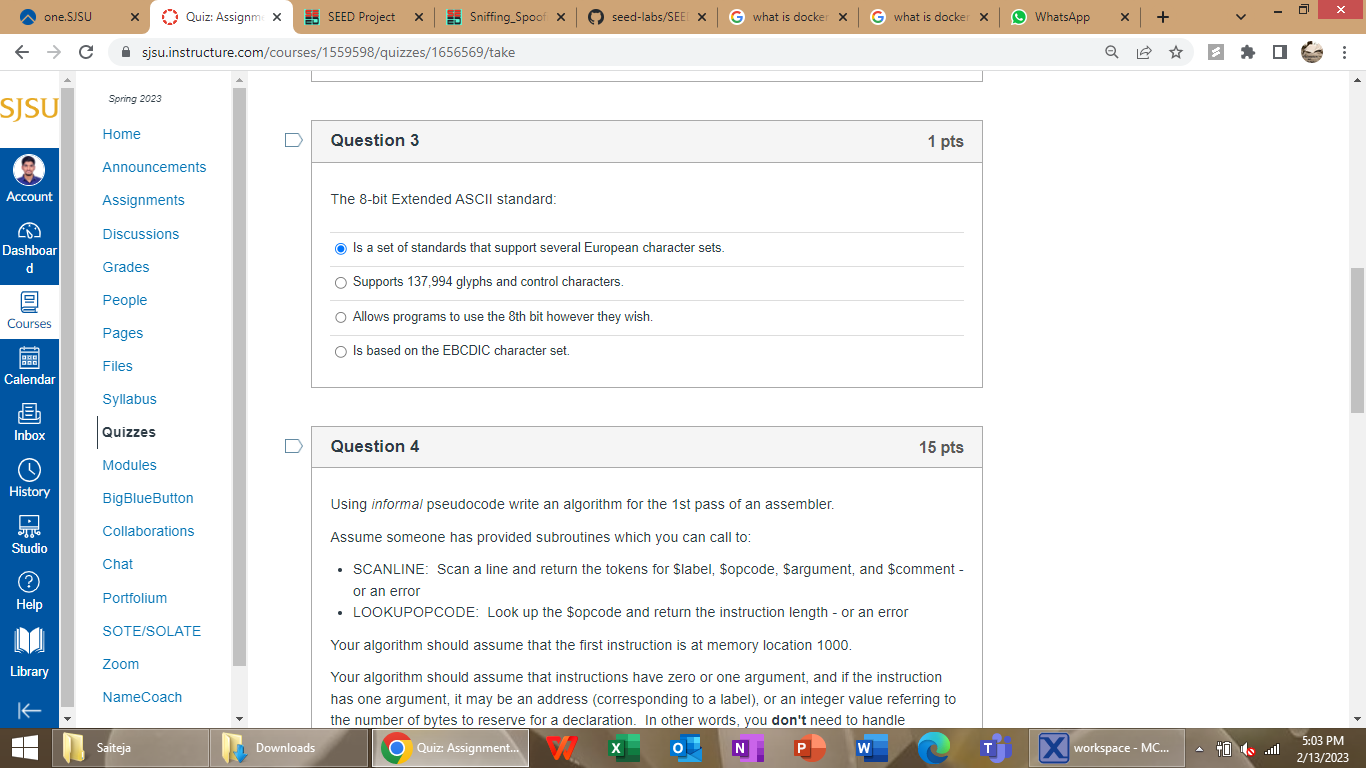 one.SJSU
Quiz: Assignme
SEED Project
Sniffing_Spoof
seed-labs/SEE
what is docker
what is docker
WhatsApp
sjsu.instructure.com/courses/1559598/quizzes/1656569/take
SJSU
Account
Dashboar
d
Courses
Calendar
Inbox
History
Studio
Help
Library
Spring 2023
Home
Announcements
Assignments
Discussions
Grades
People
Pages
Files
Syllabus
Quizzes
Modules
BigBlueButton
Collaborations
Chat
Portfolio
SOTE/SOLATE
Zoom
NameCoach
Question 3
1 pts
The 8-bit Extended ASCII standard:
Is a set of standards that support several European character sets.
Supports 137,994 glyphs and control characters.
Allows programs to use the 8th bit however they wish.
Is based on the EBCDIC character set.
Question 4
15 pts
Using informal pseudocode write an algorithm for the 1st pass of an assembler.
Assume someone has provided subroutines which you can call to:
• SCANLINE: Scan a line and return the tokens for $label, $opcode, $argument, and $comment -
or an error
• LOOKUPOPCODE: Look up the $opcode and return the instruction length - or an error
Your algorithm should assume that the first instruction is at memory location 1000.
Your algorithm should assume that instructions have zero or one argument, and if the instruction
has one argument, it may be an address (corresponding to a label), or an integer value referring to
the number of bytes to reserve for a declaration. In other words, you don't need to handle
Saiteja
Downloads
Quiz: Assignment...
workspace - MC...
5:03 PM
2/13/2023